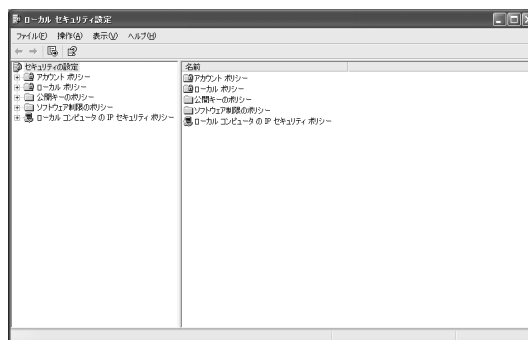 ローカル セキュリティ設定
ファイル(F) 操作(A) 表示(V) ヘルプ(H)
セキュリティの設定
アカウント ポリシー
ローカル ポリシー
公開キーのポリシー
ソフトウェア制限のポリシー
ローカル コンピュータ の IP セキュリティ ポリシー
名前
アカウント ポリシー
ローカル ポリシー
公開キーのポリシー
ソフトウェア制限のポリシー
ローカル コンピュータ の IP セキュリティ ポリシー